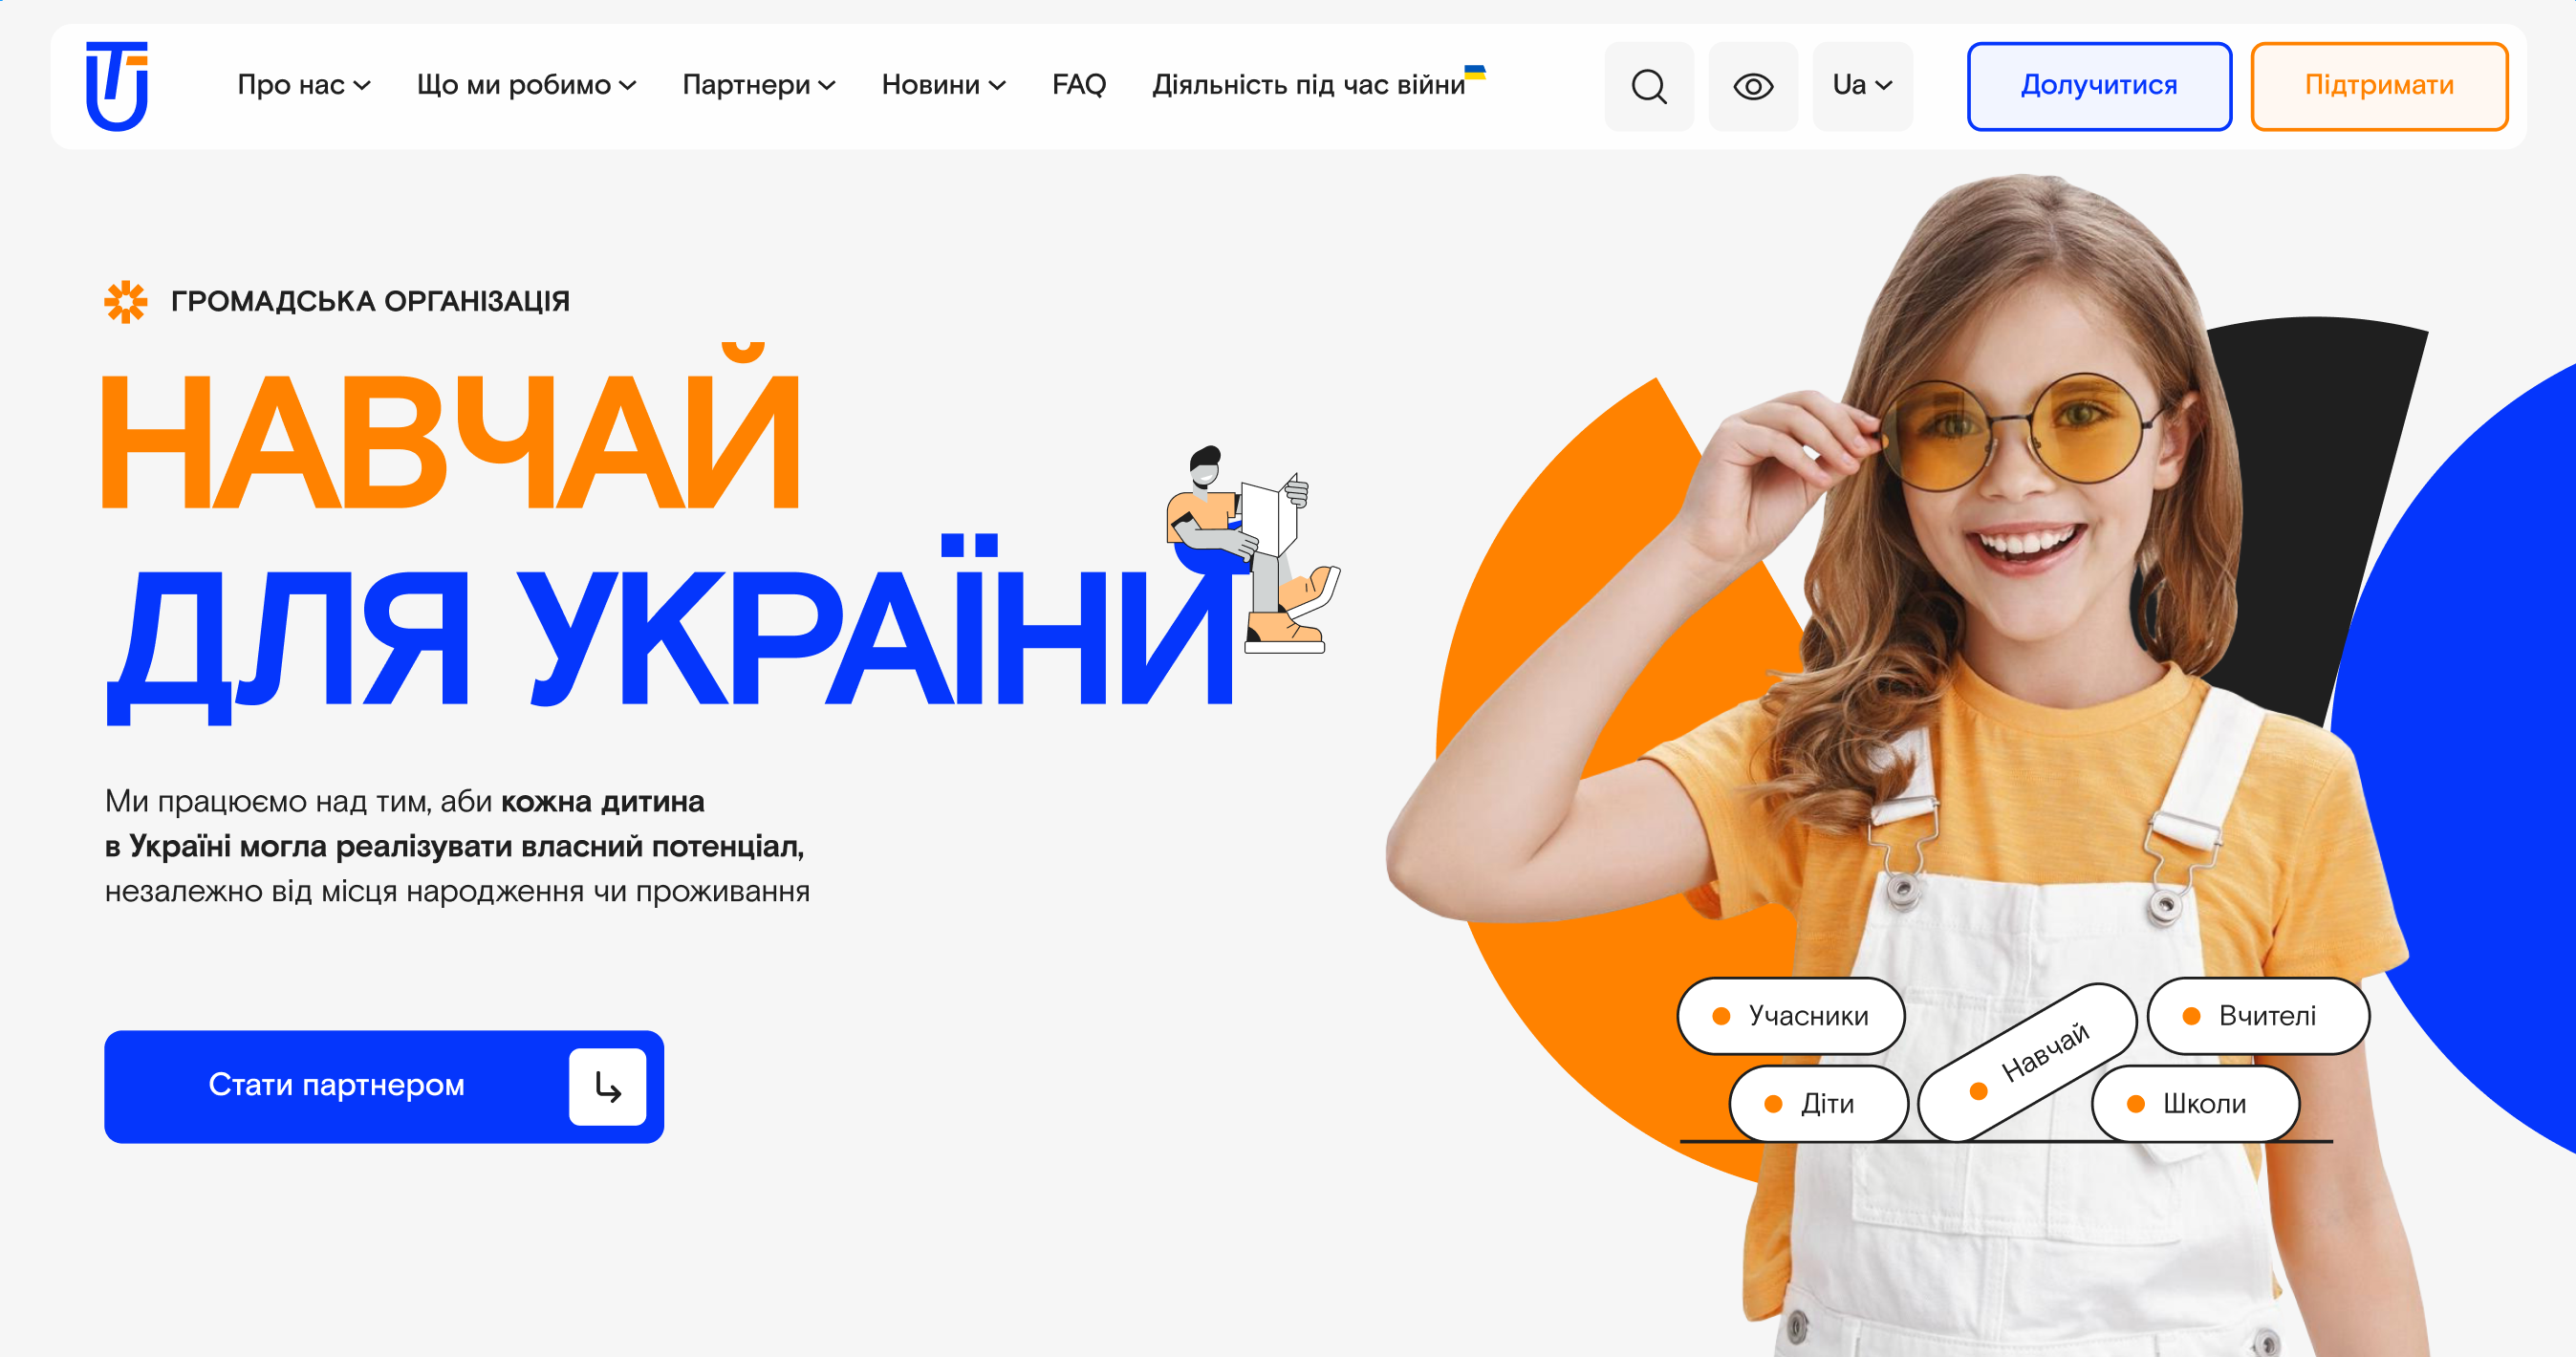 Про нас
Що ми робимо
Партнери
Новини
FAQ
Діяльність під час війни
Ua
Долучитися
Підтримати
ГРОМАДСЬКА ОРГАНІЗАЦІЯ
НАВЧАЙ
ДЛЯ УКРАЇНИ
Ми працюємо над тим, аби кожна дитина
в Україні могла реалізувати власний потенціал,
незалежно від місця народження чи проживання
Стати партнером
Учасники
Навчай
Вчителі
Діти
Школи